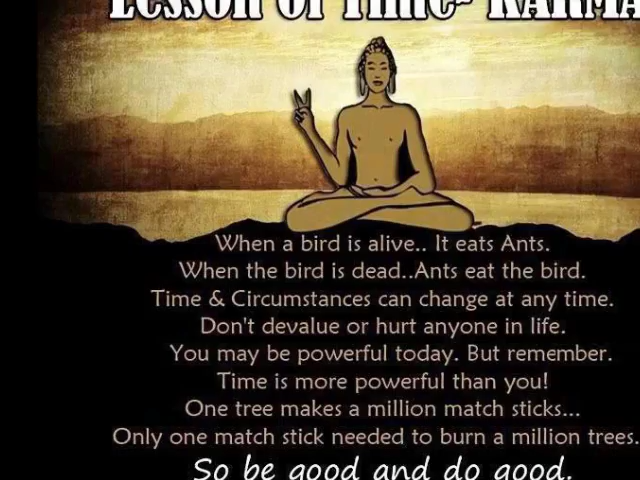 Lesson of Time- KARMA
When a bird is alive.. It eats Ants.
When the bird is dead..Ants eat the bird.
Time & Circumstances can change at any time.
Don't devalue or hurt anyone in life.
You may be powerful today. But remember.
Time is more powerful than you!
One tree makes a million match sticks...
Only one match stick needed to burn a million trees.
So be good and do good.